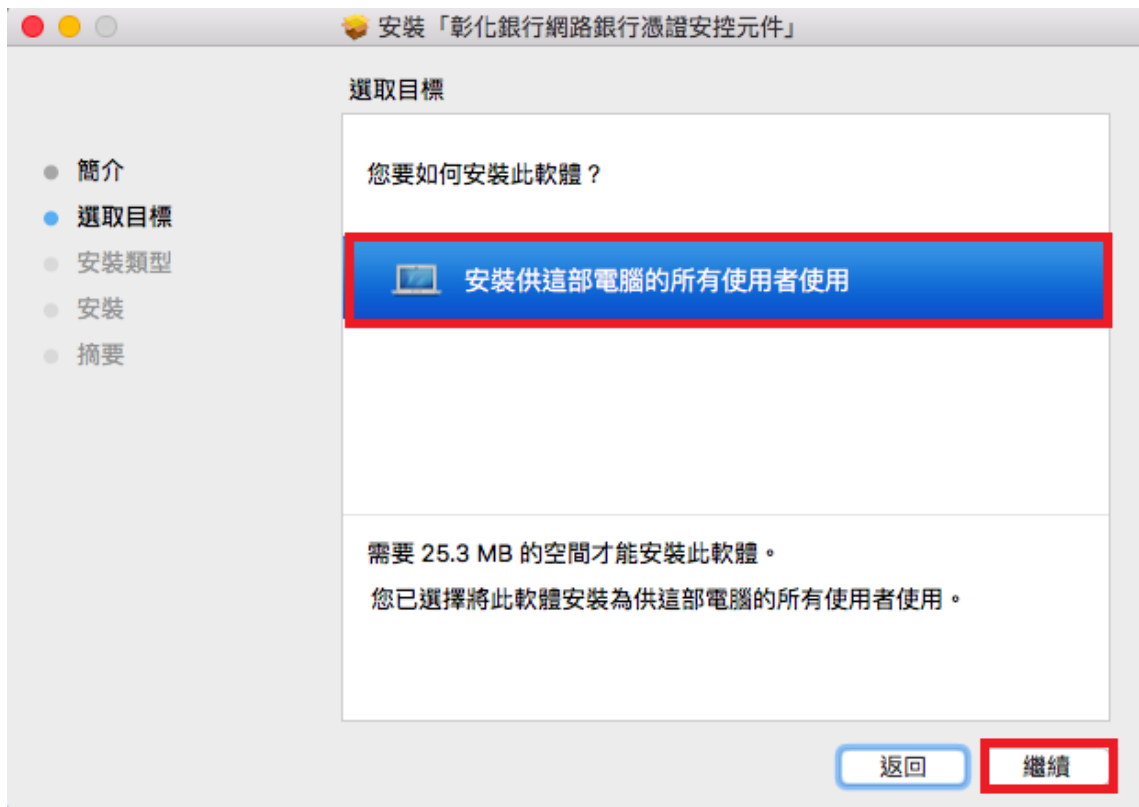 安裝「彰化銀行網路銀行憑證安控元件」
選取目標
簡介
選取目標
安裝類型
安裝
摘要
您要如何安裝此軟體？
安裝供這部電腦的所有使用者使用
需要 25.3 MB 的空間才能安裝此軟體。
您已選擇將此軟體安裝為供這部電腦的所有使用者使用。
返回
繼續